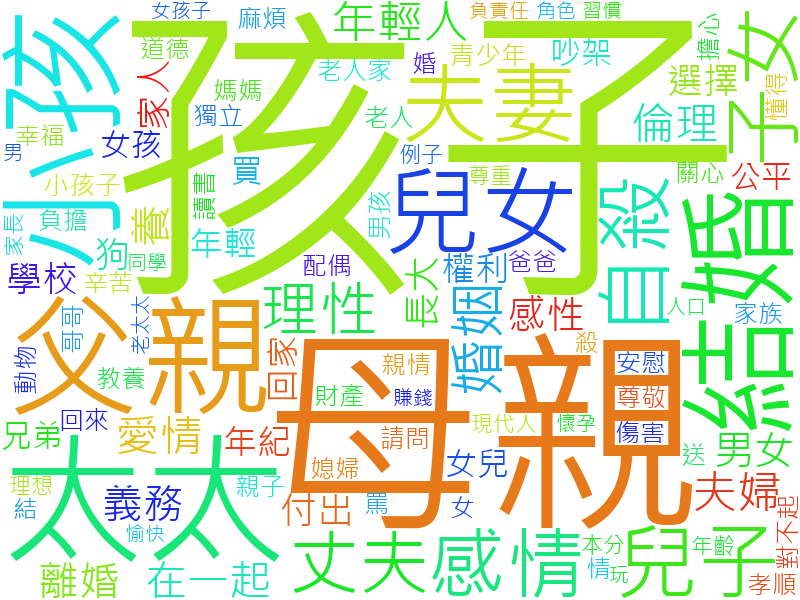 女孩子
麻煩
年輕人
負責任
角色
習慣
道德
青少年
吵架
擔心
子女
小孩
孩子
家人
老人家
婚
夫妻
選擇
媽媽
懂得
幸福
獨立
老人
倫理
男
女孩
例子
買
關心
公平
小孩子
讀書
尊重
兒女
自殺
結婚
家長
負擔
養
男孩
年輕
狗
同學
學校
辛苦
配偶
權利
爸爸
長大
理性
感性
婚姻
人口
家族
父親
哥哥
老太太
母親
動物
回家
親情
殺
安慰
教養
財產
賺錢
尊敬
兄弟
回來
愛情
年紀
請問
現代人
懷孕
傷害
太太
男女
送
媳婦
女兒
理想
義務
親子
付出
罵
女
夫婦
結
對不起
愉快
丈夫
感情
本分
年齡
兒子
離婚
在一起
情
玩
孝順